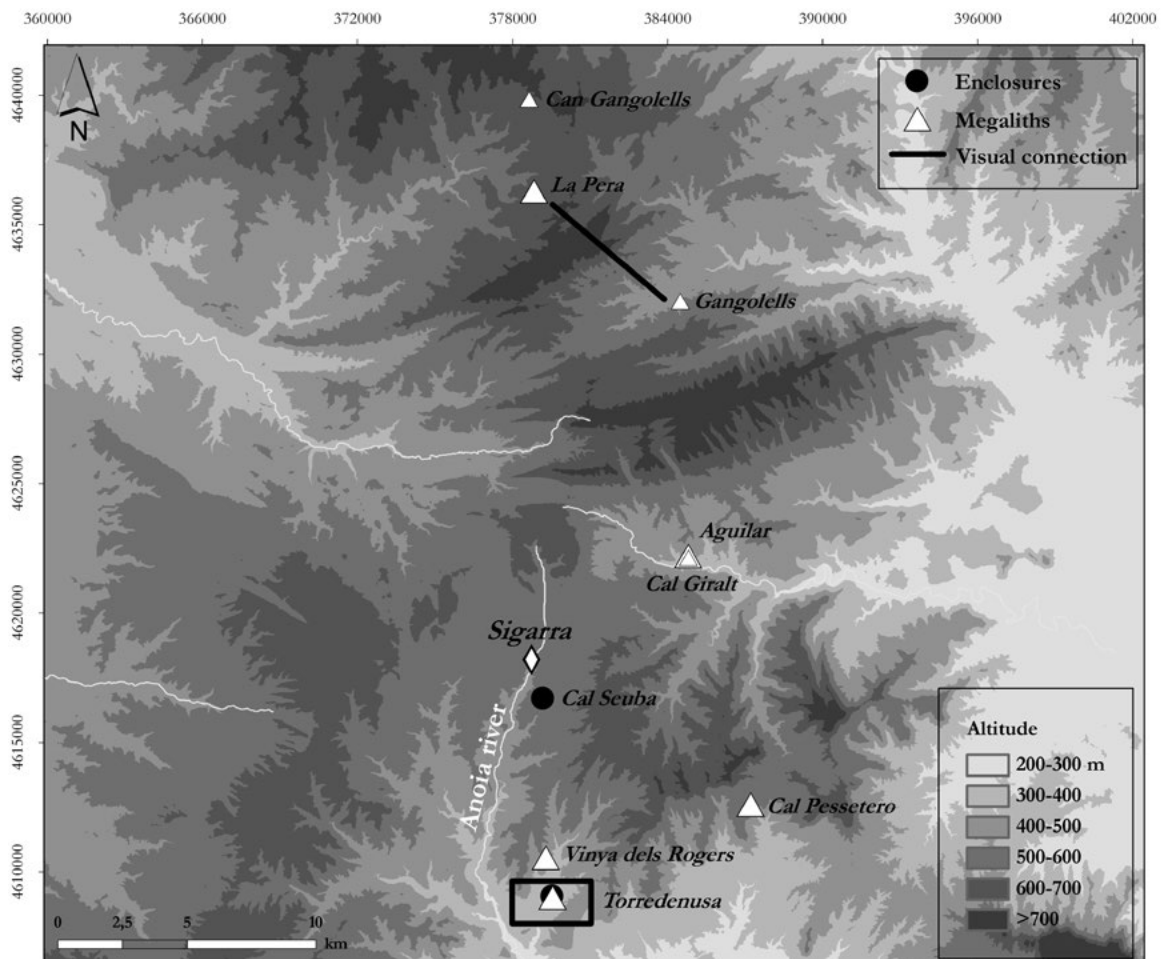 360000 366000 372000 378000 384000 390000 396000 402000
4640000
4635000
4630000
4625000
4620000
4615000
4610000
N
Enclosures
Megaliths
Visual connection
Can Gangolells
La Pera
Gangolells
Aguilar
Cal Giralt
Sigarra
Cal Seuba
Anoia river
Cal Pessetero
Vinya dels Rogers
Torredenusa
Altitude
200-300 m
300-400
400-500
500-600
600-700
>700
0 2,5 5 10
km